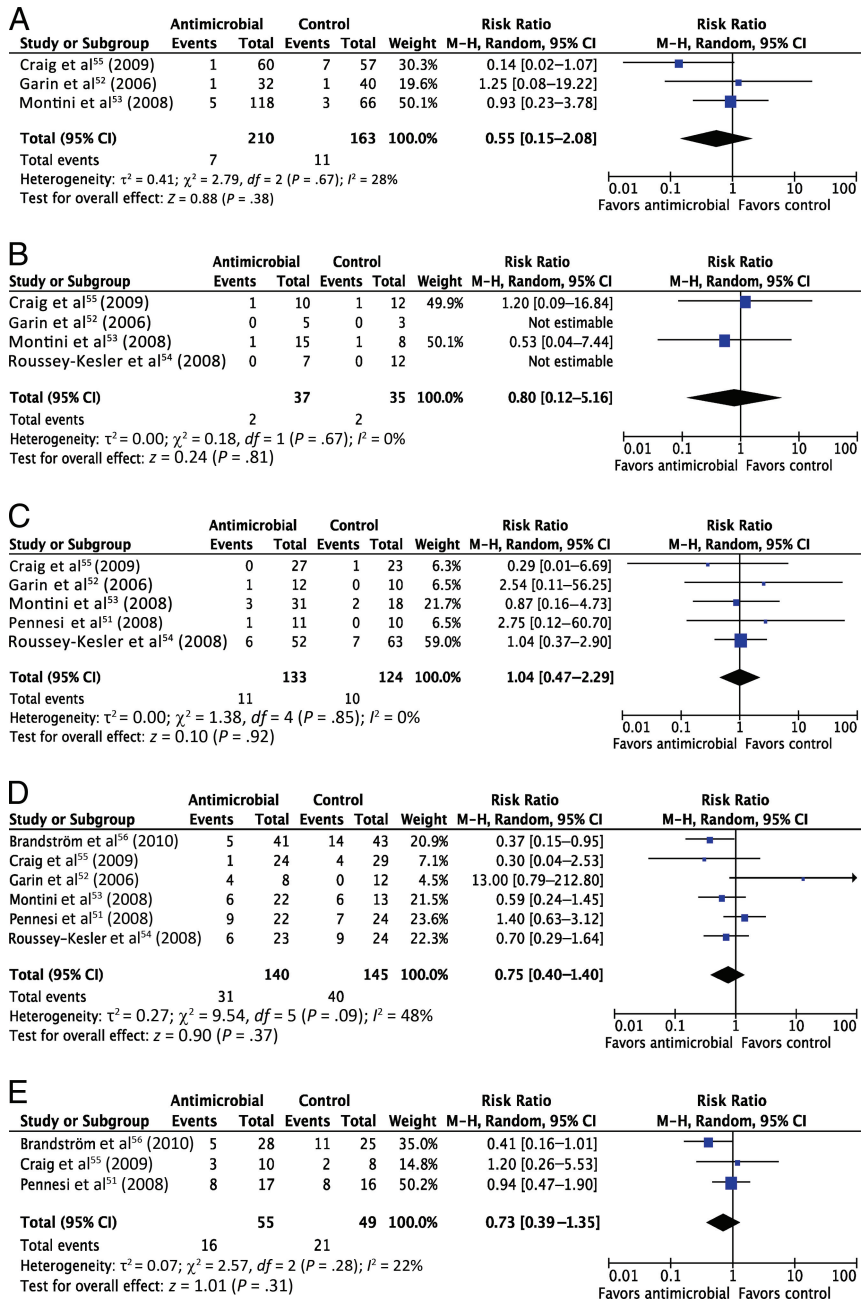 A
Antimicrobial Control Risk Ratio Risk Ratio
Study or Subgroup Events Total Events Total Weight M–H, Random, 95% CI M–H, Random, 95% CI
Craig et al55 (2009) 1 60 7 57 30.3% 0.14 [0.02–1.07]
Garin et al52 (2006) 1 32 1 40 19.6% 1.25 [0.08–19.22]
Montini et al53 (2008) 5 118 3 66 50.1% 0.93 [0.23–3.78]
Total (95% CI) 210 163 100.0% 0.55 [0.15–2.08]
Total events 7 11
Heterogeneity: τ² = 0.41; χ² = 2.79, df = 2 (P = .67); I² = 28%
Test for overall effect: Z = 0.88 (P = .38)
0.01 0.1 1 10 100
Favors antimicrobial Favors control
B
Antimicrobial Control Risk Ratio Risk Ratio
Study or Subgroup Events Total Events Total Weight M–H, Random, 95% CI M–H, Random, 95% CI
Craig et al55 (2009) 1 10 1 12 49.9% 1.20 [0.09–16.84]
Garin et al52 (2006) 0 5 0 3 Not estimable
Montini et al53 (2008) 1 15 1 8 50.1% 0.53 [0.04–7.44]
Roussey-Kesler et al54 (2008) 0 7 0 12 Not estimable
Total (95% CI) 37 35 100.0% 0.80 [0.12–5.16]
Total events 2 2
Heterogeneity: τ² = 0.00; χ² = 0.18, df = 1 (P = .67); I² = 0%
Test for overall effect: z = 0.24 (P = .81)
0.01 0.1 1 10 100
Favors antimicrobial Favors control
C
Antimicrobial Control Risk Ratio Risk Ratio
Study or Subgroup Events Total Events Total Weight M–H, Random, 95% CI M–H, Random, 95% CI
Craig et al55 (2009) 0 27 1 23 6.3% 0.29 [0.01–6.69]
Garin et al52 (2006) 1 12 0 10 6.5% 2.54 [0.11–56.25]
Montini et al53 (2008) 3 31 2 18 21.7% 0.87 [0.16–4.73]
Pennesi et al51 (2008) 1 11 0 10 6.5% 2.75 [0.12–60.70]
Roussey-Kesler et al54 (2008) 6 52 7 63 59.0% 1.04 [0.37–2.90]
Total (95% CI) 133 124 100.0% 1.04 [0.47–2.29]
Total events 11 10
Heterogeneity: τ² = 0.00; χ² = 1.38, df = 4 (P = .85); I² = 0%
Test for overall effect: z = 0.10 (P = .92)
0.01 0.1 1 10 100
Favors antimicrobial Favors control
D
Antimicrobial Control Risk Ratio Risk Ratio
Study or Subgroup Events Total Events Total Weight M–H, Random, 95% CI M–H, Random, 95% CI
Brandström et al56 (2010) 5 41 14 43 20.9% 0.37 [0.15–0.95]
Craig et al55 (2009) 1 24 4 29 7.1% 0.30 [0.04–2.53]
Garin et al52 (2006) 4 8 0 12 4.5% 13.00 [0.79–212.80]
Montini et al53 (2008) 6 22 6 13 21.5% 0.59 [0.24–1.45]
Pennesi et al51 (2008) 9 22 7 24 23.6% 1.40 [0.63–3.12]
Roussey-Kesler et al54 (2008) 6 23 9 24 22.3% 0.70 [0.29–1.64]
Total (95% CI) 140 145 100.0% 0.75 [0.40–1.40]
Total events 31 40
Heterogeneity: τ² = 0.27; χ² = 9.54, df = 5 (P = .09); I² = 48%
Test for overall effect: z = 0.90 (P = .37)
0.01 0.1 1 10 100
Favors antimicrobial Favors control
E
Antimicrobial Control Risk Ratio Risk Ratio
Study or Subgroup Events Total Events Total Weight M–H, Random, 95% CI M–H, Random, 95% CI
Brandström et al56 (2010) 5 28 11 25 35.0% 0.41 [0.16–1.01]
Craig et al55 (2009) 3 10 2 8 14.8% 1.20 [0.26–5.53]
Pennesi et al51 (2008) 8 17 8 16 50.2% 0.94 [0.47–1.90]
Total (95% CI) 55 49 100.0% 0.73 [0.39–1.35]
Total events 16 21
Heterogeneity: τ² = 0.07; χ² = 2.57, df = 2 (P = .28); I² = 22%
Test for overall effect: z = 1.01 (P = .31)
0.01 0.1 1 10 100
Favors antimicrobial Favors control